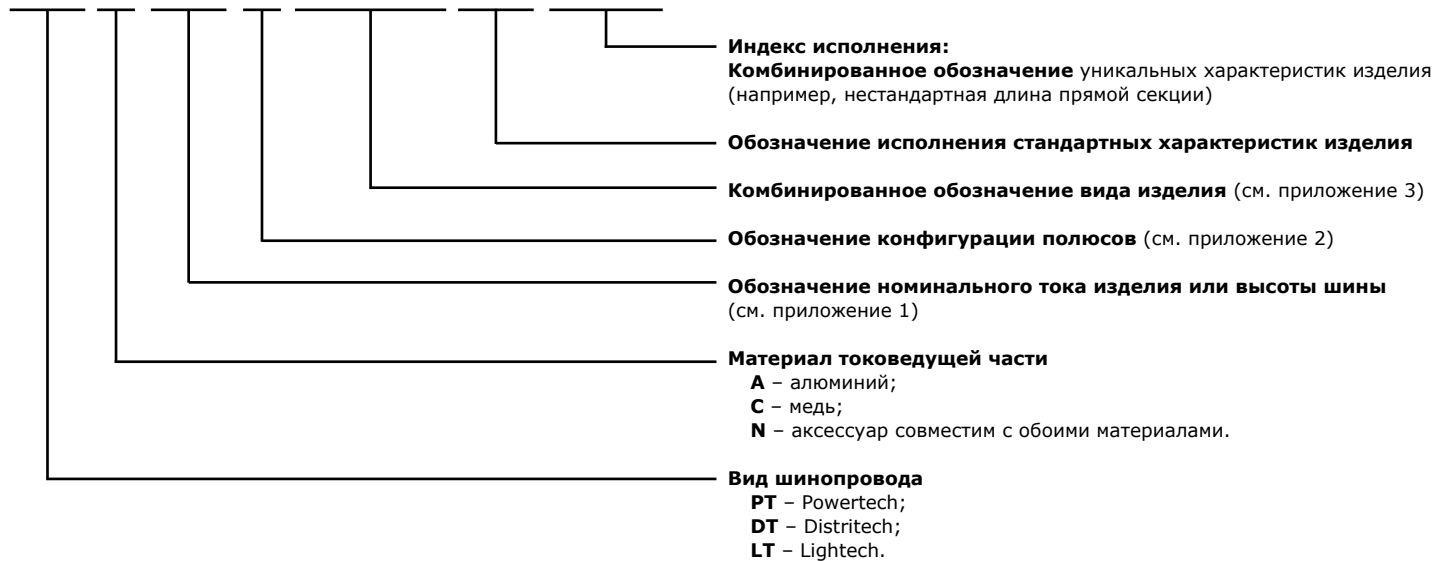 Индекс исполнения:
Комбинированное обозначение уникальных характеристик изделия
(например, нестандартная длина прямой секции)
Обозначение исполнения стандартных характеристик изделия
Комбинированное обозначение вида изделия (см. приложение 3)
Обозначение конфигурации полюсов (см. приложение 2)
Обозначение номинального тока изделия или высоты шины
(см. приложение 1)
Материал токоведущей части
A – алюминий;
C – медь;
N – аксессуар совместим с обоими материалами.
Вид шинопровода
PT – Powertech;
DT – Distritech;
LT – Lightech.